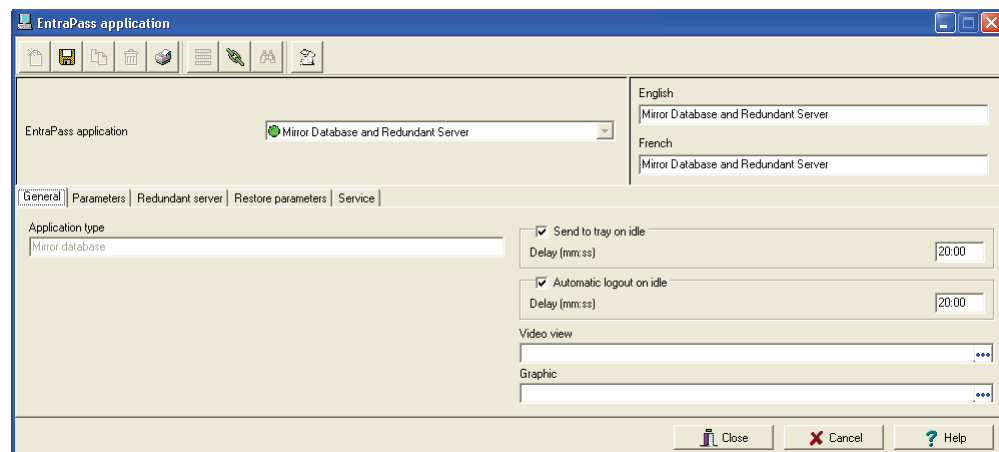 EntraPass application
English
Mirror Database and Redundant Server
EntraPass application
Mirror Database and Redundant Server
French
Mirror Database and Redundant Server
General
Parameters
Redundant server
Restore parameters
Service
Application type
Mirror database
Send to tray on idle
Delay (mm:ss)
20:00
Automatic logout on idle
Delay (mm:ss)
20:00
Video view
Graphic
Close
Cancel
Help